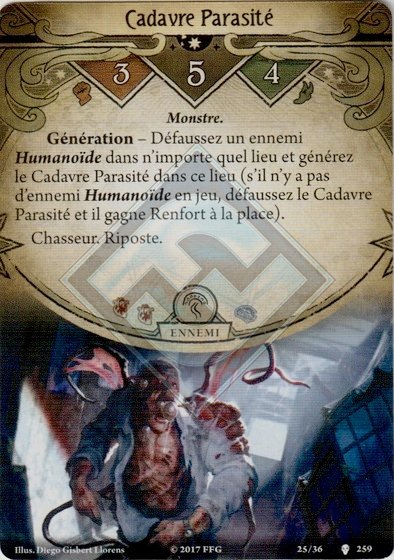 Cadavre Parasité
3 5 4
Monstre.
Génération – Défaussez un ennemi
Humanoïde dans n’importe quel lieu et générez
le Cadavre Parasité dans ce lieu (s’il n’y a pas
d’ennemi Humanoïde en jeu, défaussez le Cadavre
Parasité et il gagne Renfort à la place).
Chasseur. Riposte.
ENNEMI
Illus. Diego Gisbert Llorens © 2017 FFG 25/36 259